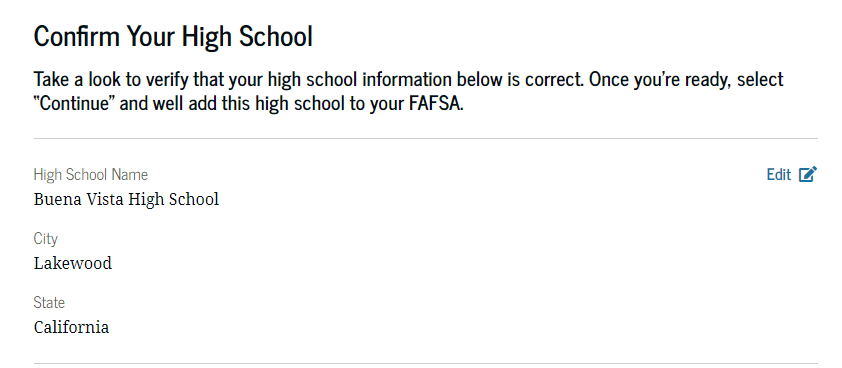 Confirm Your High School
Take a look to verify that your high school information below is correct. Once you're ready, select
"Continue" and well add this high school to your FAFSA.
High School Name
Edit
Buena Vista High School
City
Lakewood
State
California